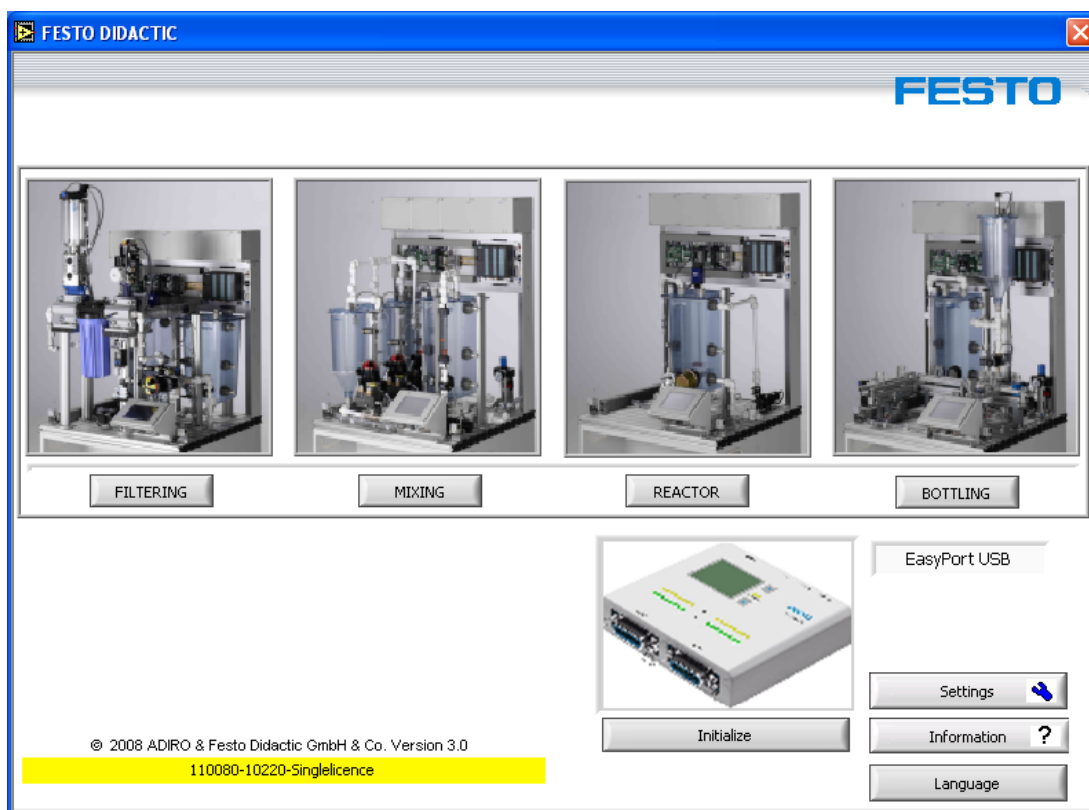 FESTO DIDACTIC
FESTO
FILTERING
MIXING
REACTOR
BOTTLING
EasyPort USB
Settings
Initialize
Information ?
Language
© 2008 ADIRO & Festo Didactic GmbH & Co. Version 3.0
110080-10220-Singlelicence